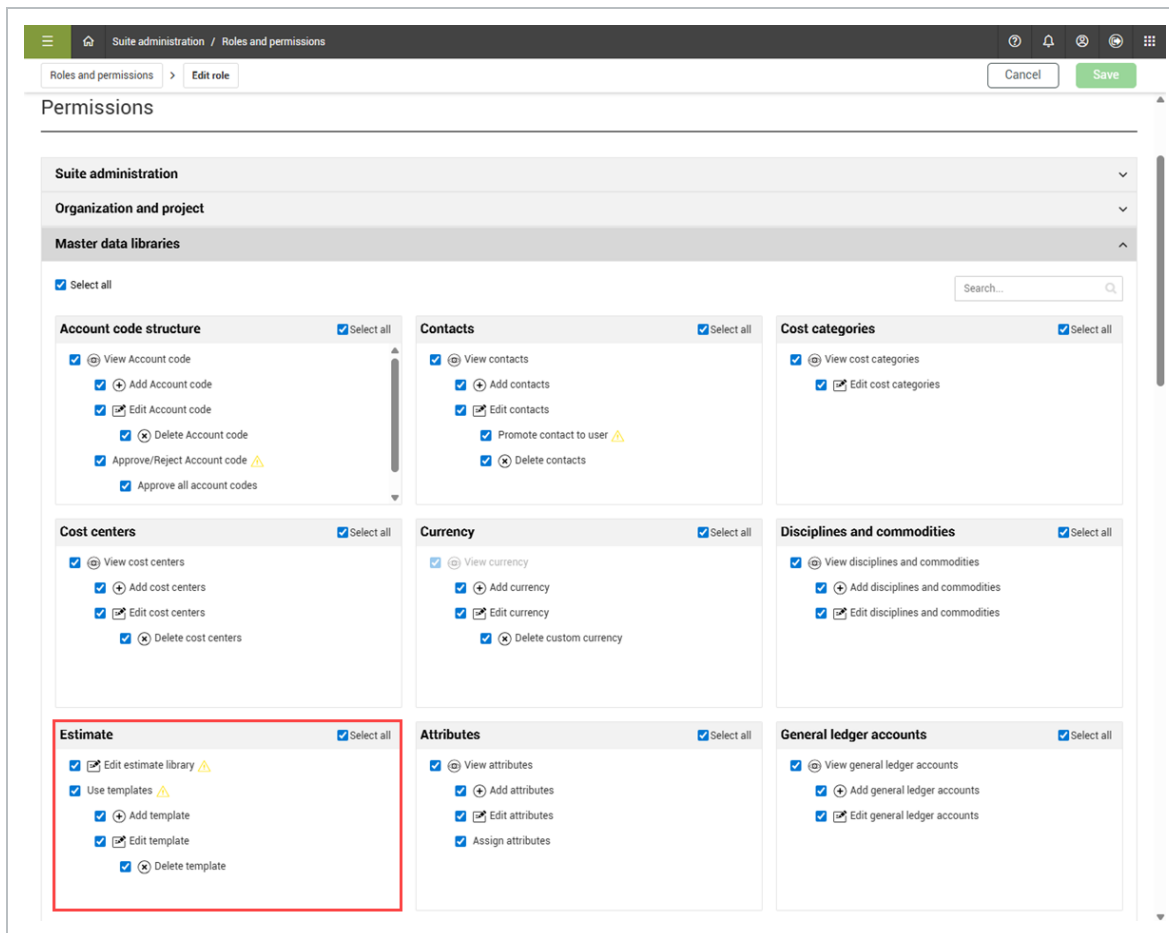 Suite administration / Roles and permissions
Roles and permissions > Edit role
Cancel
Save
Permissions
Suite administration
Organization and project
Master data libraries
Select all
Search...
Account code structure
Select all
View Account code
Add Account code
Edit Account code
Delete Account code
Approve/Reject Account code
Approve all account codes
Contacts
Select all
View contacts
Add contacts
Edit contacts
Promote contact to user
Delete contacts
Cost categories
Select all
View cost categories
Edit cost categories
Cost centers
Select all
View cost centers
Add cost centers
Edit cost centers
Delete cost centers
Currency
Select all
View currency
Add currency
Edit currency
Delete custom currency
Disciplines and commodities
Select all
View disciplines and commodities
Add disciplines and commodities
Edit disciplines and commodities
Estimate
Select all
Edit estimate library
Use templates
Add template
Edit template
Delete template
Attributes
Select all
View attributes
Add attributes
Edit attributes
Assign attributes
General ledger accounts
Select all
View general ledger accounts
Add general ledger accounts
Edit general ledger accounts